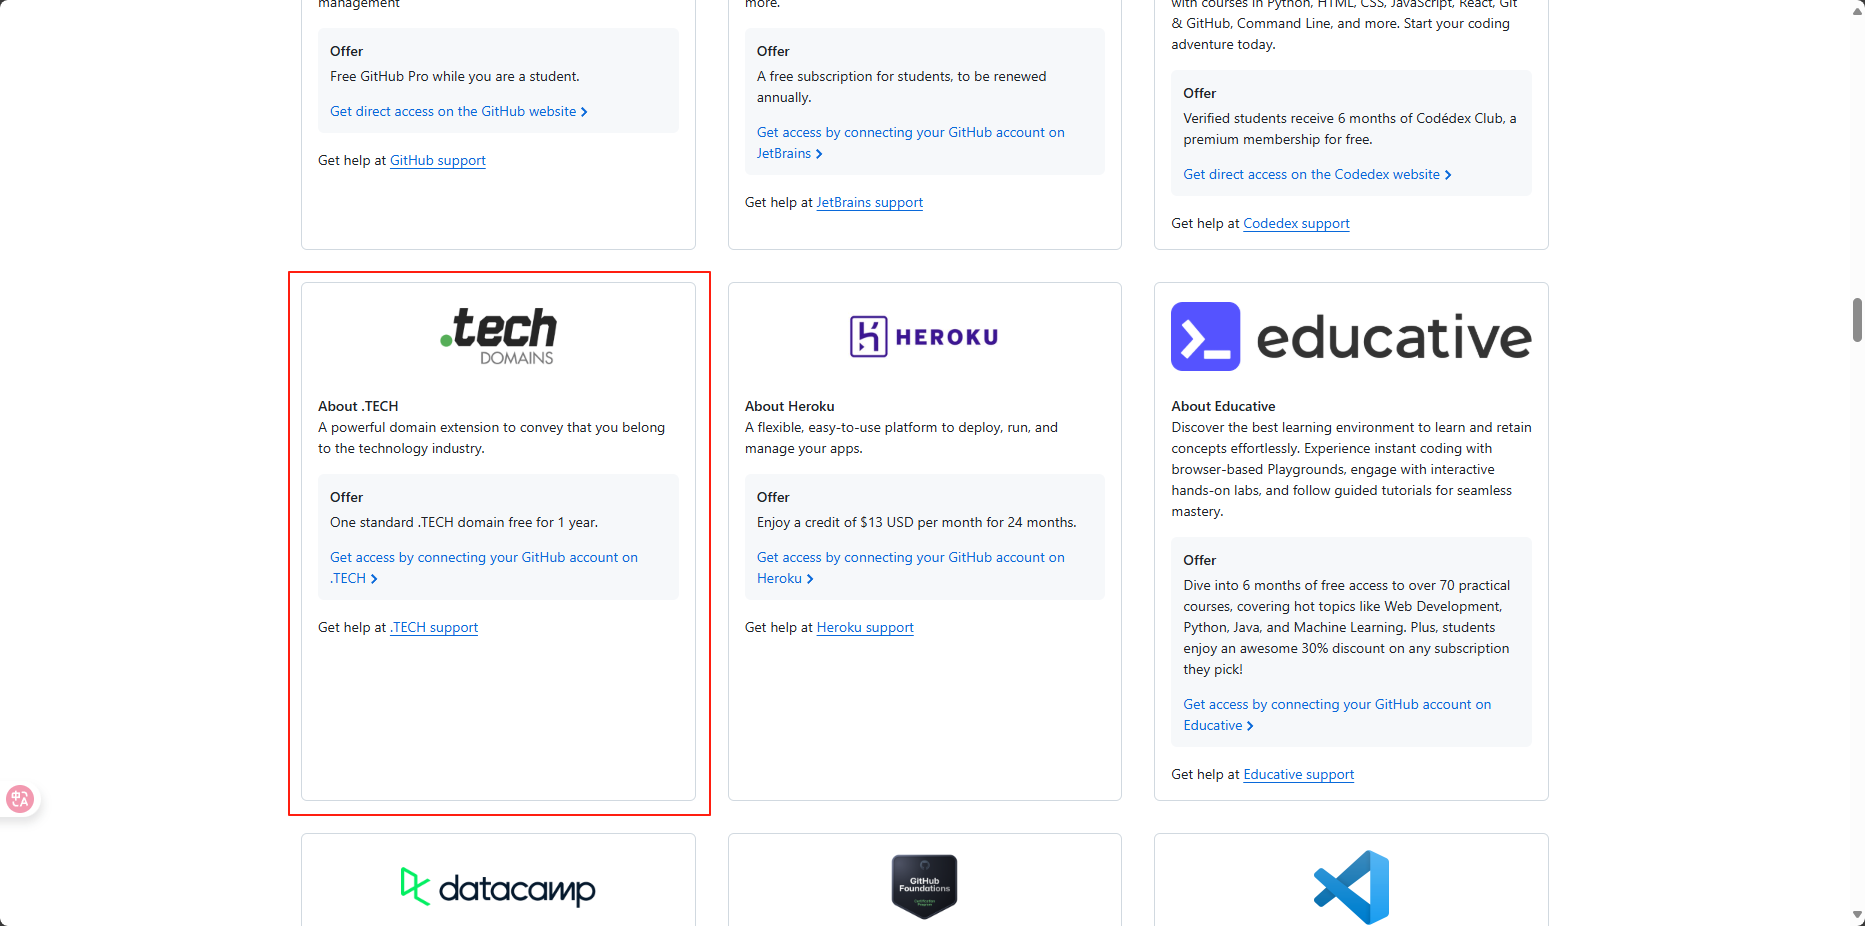 management
Offer
Free GitHub Pro while you are a student.
Get direct access on the GitHub website
Get help at GitHub support
more.
Offer
A free subscription for students, to be renewed
annually.
Get access by connecting your GitHub account on
JetBrains
Get help at JetBrains support
with courses in Python, HTML, CSS, JavaScript, React, Git
& GitHub, Command Line, and more. Start your coding
adventure today.
Offer
Verified students receive 6 months of Codédex Club, a
premium membership for free.
Get direct access on the Codedex website
Get help at Codedex support
.tech
DOMAINS
About .TECH
A powerful domain extension to convey that you belong
to the technology industry.
Offer
One standard .TECH domain free for 1 year.
Get access by connecting your GitHub account on
.TECH
Get help at .TECH support
HEROKU
About Heroku
A flexible, easy-to-use platform to deploy, run, and
manage your apps.
Offer
Enjoy a credit of $13 USD per month for 24 months.
Get access by connecting your GitHub account on
Heroku
Get help at Heroku support
educative
About Educative
Discover the best learning environment to learn and retain
concepts effortlessly. Experience instant coding with
browser-based Playgrounds, engage with interactive
hands-on labs, and follow guided tutorials for seamless
mastery.
Offer
Dive into 6 months of free access to over 70 practical
courses, covering hot topics like Web Development,
Python, Java, and Machine Learning. Plus, students
enjoy an awesome 30% discount on any subscription
they pick!
Get access by connecting your GitHub account on
Educative
Get help at Educative support
中A
datacamp
GitHub
Foundations